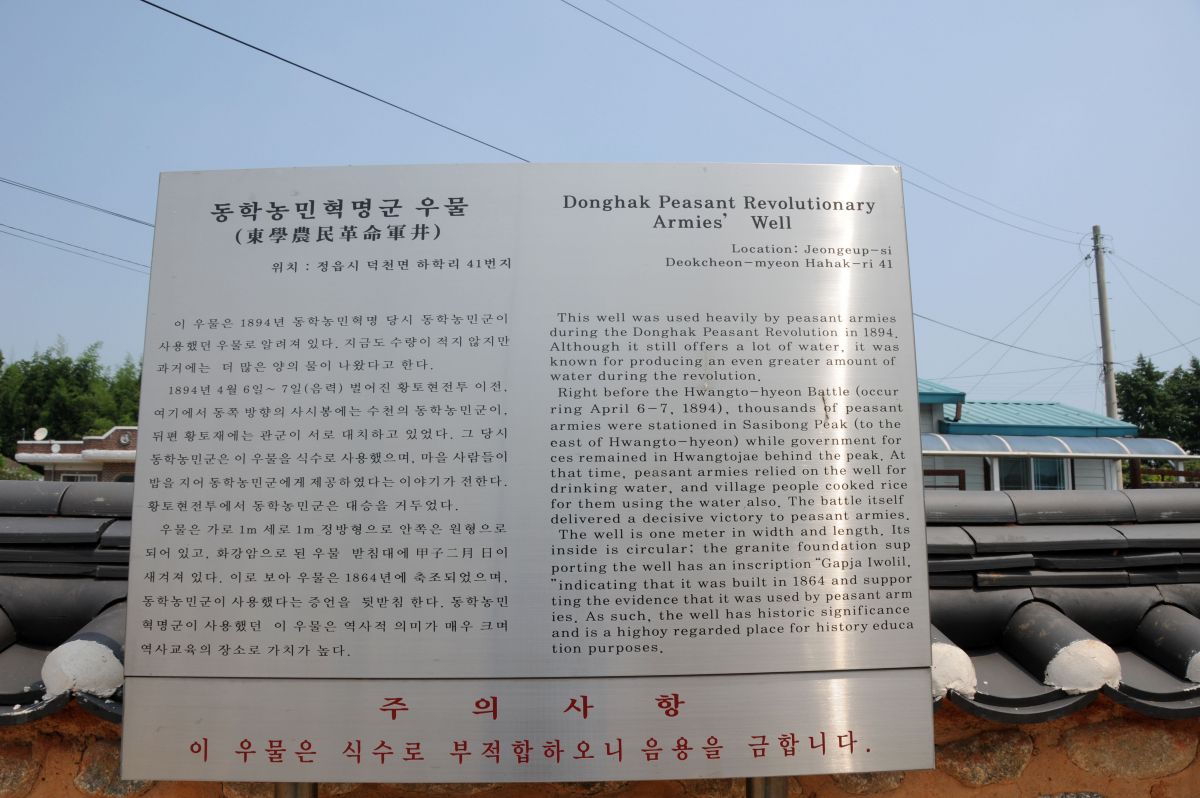 동학농민혁명군 우물
(東學農民革命軍井)
위치 : 정읍시 덕천면 하학리 41번지
이 우물은 1894년 동학농민혁명 당시 동학농민군이
사용했던 우물로 알려져 있다. 지금도 수량이 적지 않지만
과거에는 더 많은 양의 물이 나왔다고 한다.
1894년 4월 6일~ 7일(음력) 벌어진 황토현전투 이전,
여기에서 동쪽 방향의 사시봉에는 수천의 동학농민군이,
뒤편 황토재에는 관군이 서로 대치하고 있었다. 그 당시
동학농민군은 이 우물을 식수로 사용했으며, 마을 사람들이
밥을 지어 동학농민군에게 제공하였다는 이야기가 전한다.
황토현전투에서 동학농민군은 대승을 거두었다.
우물은 가로 1m 세로 1m 정방형으로 안쪽은 원형으로
되어 있고, 화강암으로 된 우물 받침대에 甲子二月 日이
새겨져 있다. 이로 보아 우물은 1864년에 축조되었으며,
동학농민군이 사용했다는 증언을 뒷받침 한다. 동학농민
혁명군이 사용했던 이 우물은 역사적 의미가 매우 크며
역사교육의 장소로 가치가 높다.
Donghak Peasant Revolutionary
Armies' Well
Location: Jeongeup-si
Deokcheon-myeon Hahak-ri 41
This well was used heavily by peasant armies
during the Donghak Peasant Revolution in 1894.
Although it still offers a lot of water, it was
known for producing an even greater amount of
water during the revolution.
Right before the Hwangto-hyeon Battle (occur
ring April 6-7, 1894), thousands of peasant
armies were stationed in Sasibong Peak (to the
east of Hwangto-hyeon) while government for
ces remained in Hwangtojae behind the peak. At
that time, peasant armies relied on the well for
drinking water, and village people cooked rice
for them using the water also. The battle itself
delivered a decisive victory to peasant armies.
The well is one meter in width and length. Its
inside is circular; the granite foundation sup
porting the well has an inscription "Gapja Iwolil,
"indicating that it was built in 1864 and suppor
ting the evidence that it was used by peasant arm
ies. As such, the well has historic significance
and is a highoy regarded place for history educa
tion purposes.
주 의 사 항
이 우물은 식수로 부적합하오니 음용을 금합니다.